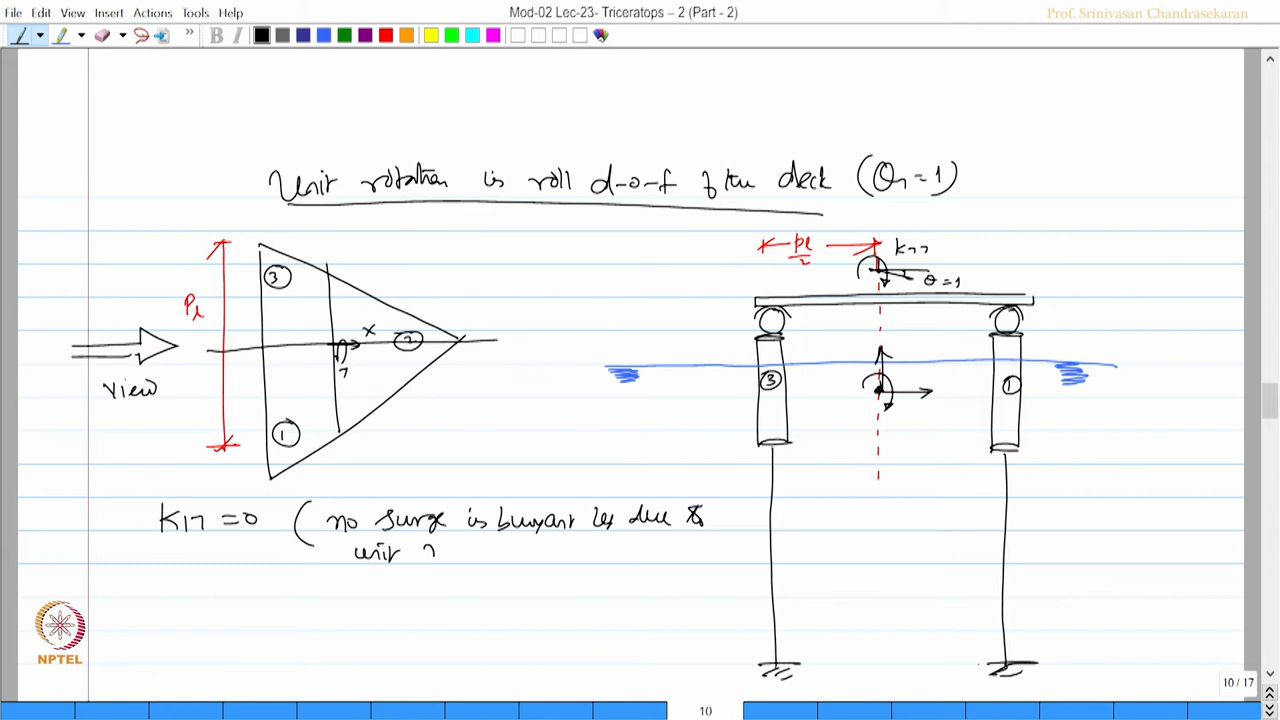 File Edit View Insert Actions Tools Help
Mod-02 Lec-23- Triceratops – 2 (Part - 2)
Prof. Srinivasan Chandrasekaran
B I
Unit rotation is roll d-o-f of the deck (θ7=1)
Pl
view
3
1
2
x
7
Pl/2
K77
θ=1
3
1
K17 = 0 (no surge is buoyant leg due to
unit 7
NPTEL
10 / 17
10